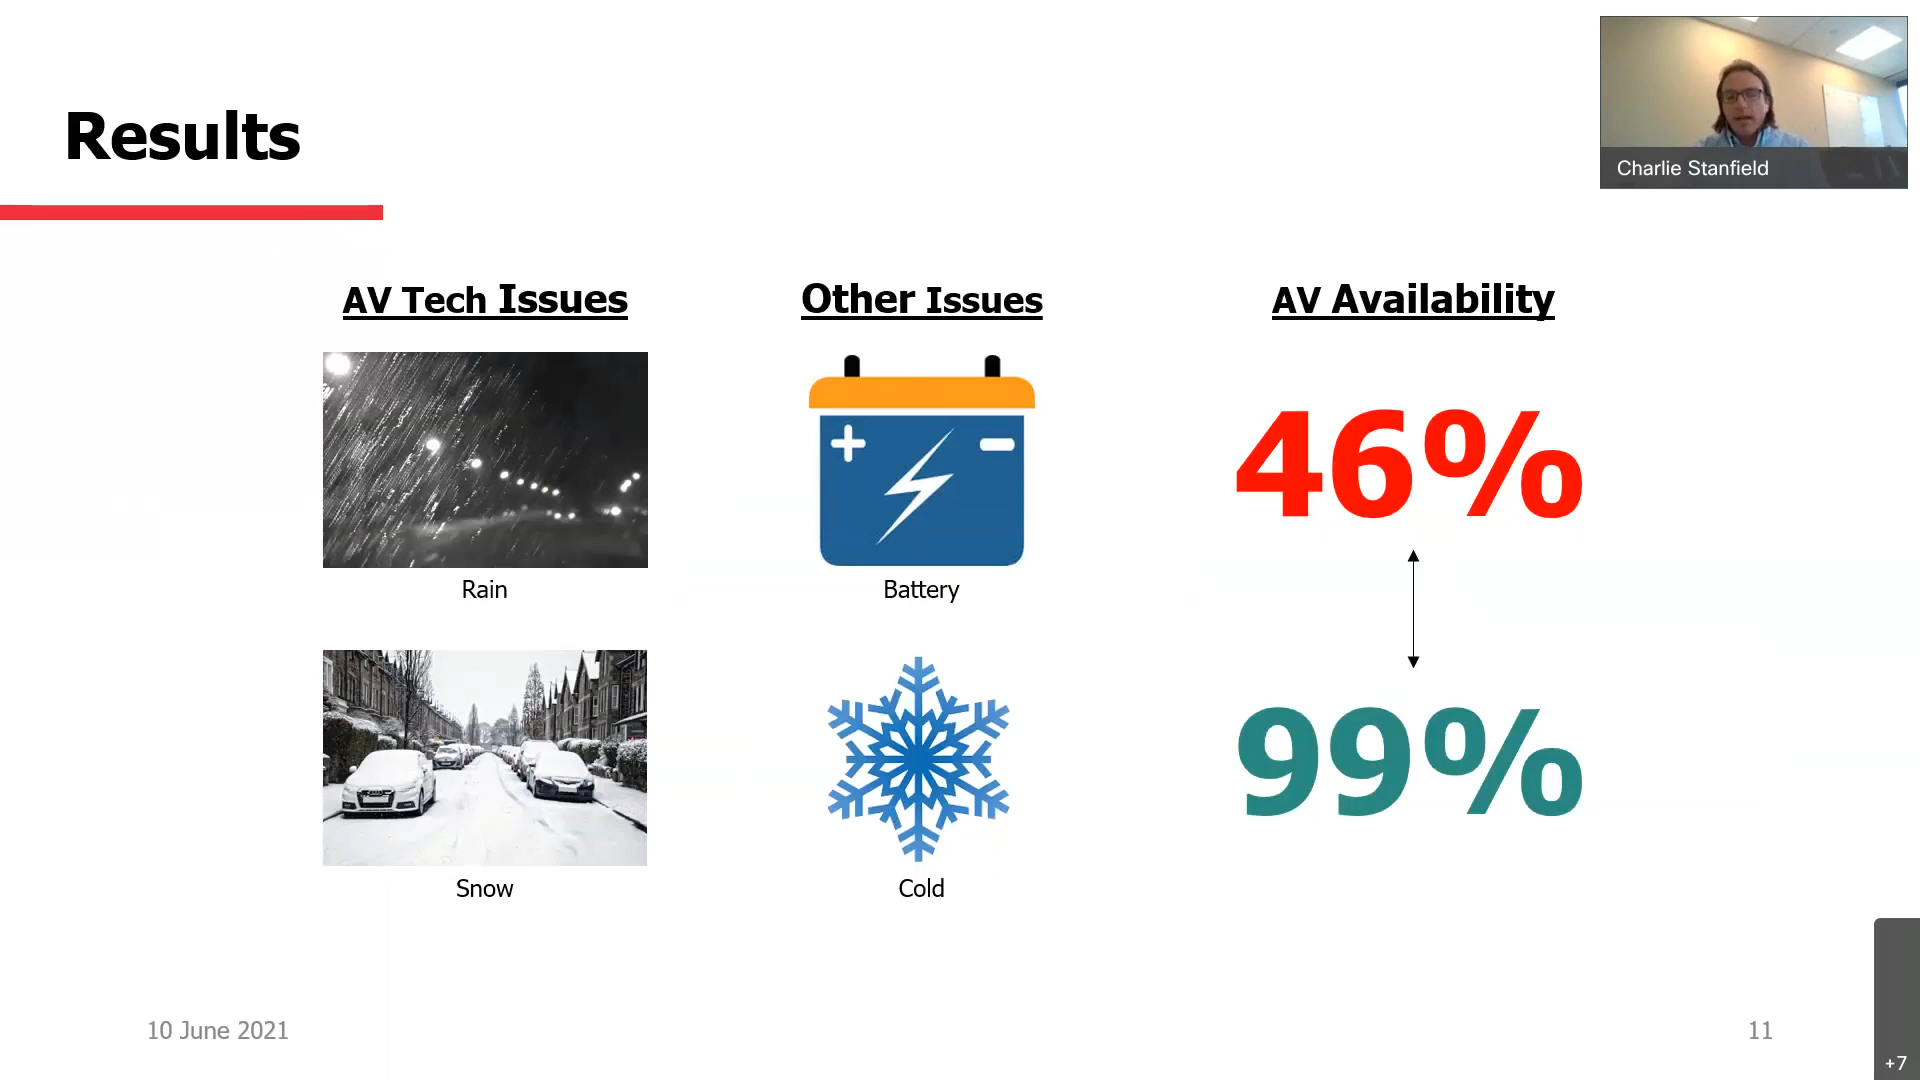 Results
Charlie Stanfield
AV Tech Issues
Other Issues
AV Availability
46%
Rain
Battery
99%
Snow
Cold
10 June 2021
11
+7